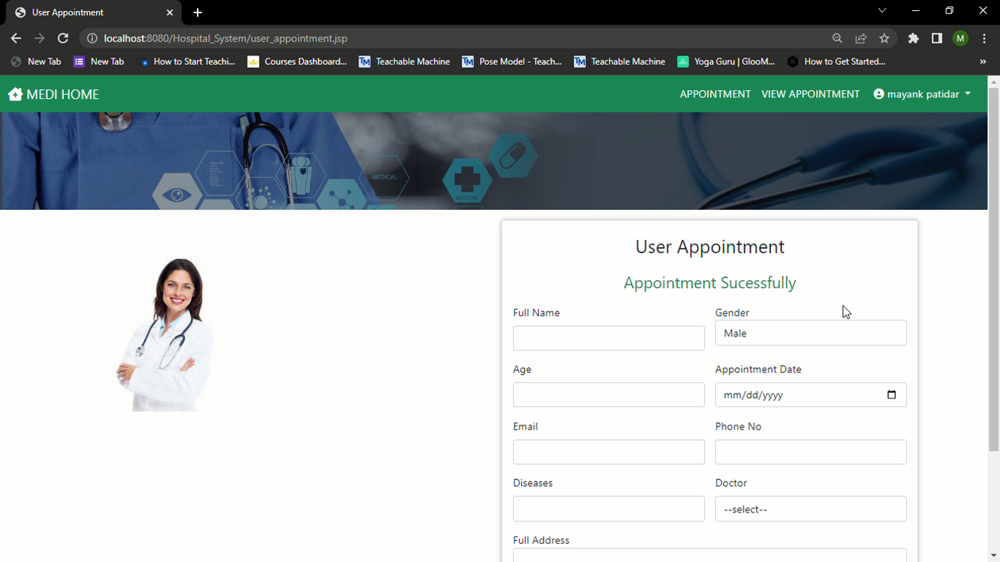 User Appointment
localhost:8080/Hospital_System/user_appointment.jsp
M
New Tab
New Tab
How to Start Teachi...
Courses Dashboard...
TM Teachable Machine
TM Pose Model - Teach...
TM Teachable Machine
Yoga Guru | GlooM...
How to Get Started...
»
MEDI HOME
APPOINTMENT
VIEW APPOINTMENT
mayank patidar
MEDICAL
MEDICAL
User Appointment
Appointment Sucessfully
Full Name
Gender
Male
Age
Appointment Date
mm/dd/yyyy
Email
Phone No
Diseases
Doctor
--select--
Full Address